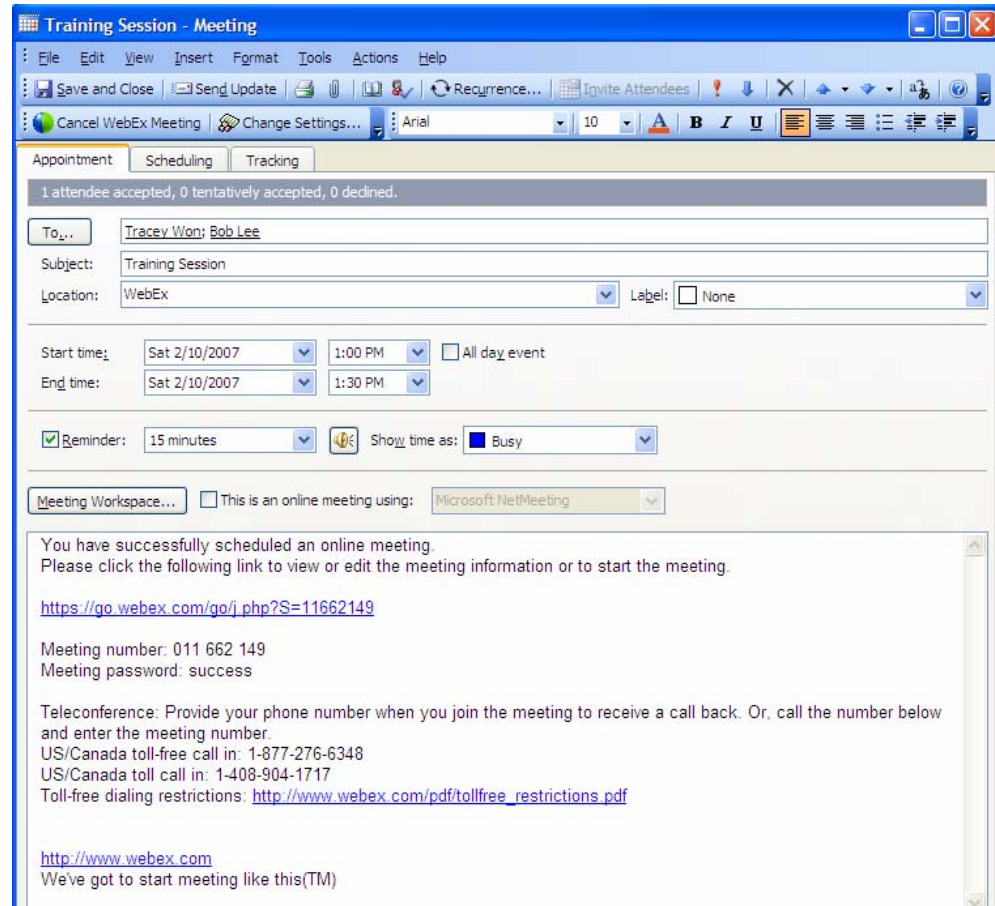 Training Session - Meeting
File Edit View Insert Format Tools Actions Help
Save and Close Send Update Recurrence... Invite Attendees
Cancel WebEx Meeting Change Settings... Arial 10 A B I U
Appointment Scheduling Tracking
1 attendee accepted, 0 tentatively accepted, 0 declined.
To... Tracey Won; Bob Lee
Subject: Training Session
Location: WebEx Label: None
Start time: Sat 2/10/2007 1:00 PM All day event
End time: Sat 2/10/2007 1:30 PM
Reminder: 15 minutes Show time as: Busy
Meeting Workspace... This is an online meeting using: Microsoft NetMeeting
You have successfully scheduled an online meeting.
Please click the following link to view or edit the meeting information or to start the meeting.
https://go.webex.com/go/j.php?S=11662149
Meeting number: 011 662 149
Meeting password: success
Teleconference: Provide your phone number when you join the meeting to receive a call back. Or, call the number below
and enter the meeting number.
US/Canada toll-free call in: 1-877-276-6348
US/Canada toll call in: 1-408-904-1717
Toll-free dialing restrictions: http://www.webex.com/pdf/tollfree_restrictions.pdf
http://www.webex.com
We've got to start meeting like this(TM)